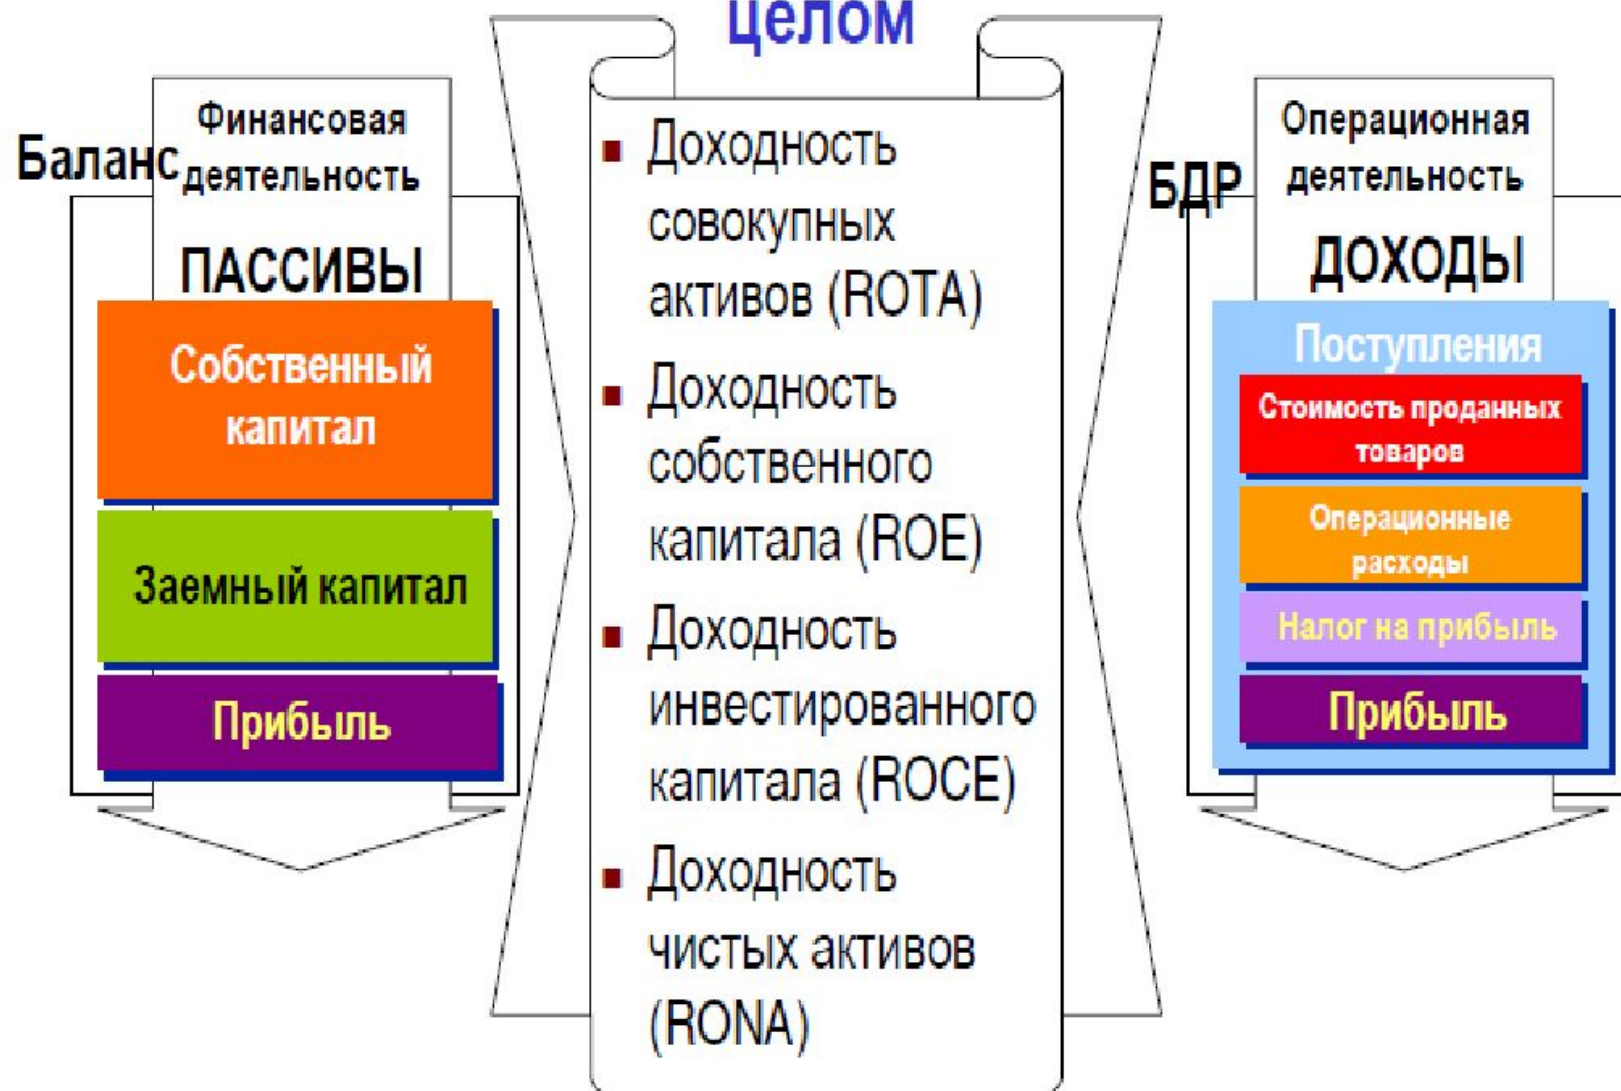 целом
Баланс
Финансовая
деятельность
ПАССИВЫ
Собственный
капитал
Заемный капитал
Прибыль
■ Доходность
совокупных
активов (ROTA)
■ Доходность
собственного
капитала (ROE)
■ Доходность
инвестированного
капитала (ROCE)
■ Доходность
чистых активов
(RONA)
БДР
Операционная
деятельность
ДОХОДЫ
Поступления
Стоимость проданных
товаров
Операционные
расходы
Налог на прибыль
Прибыль